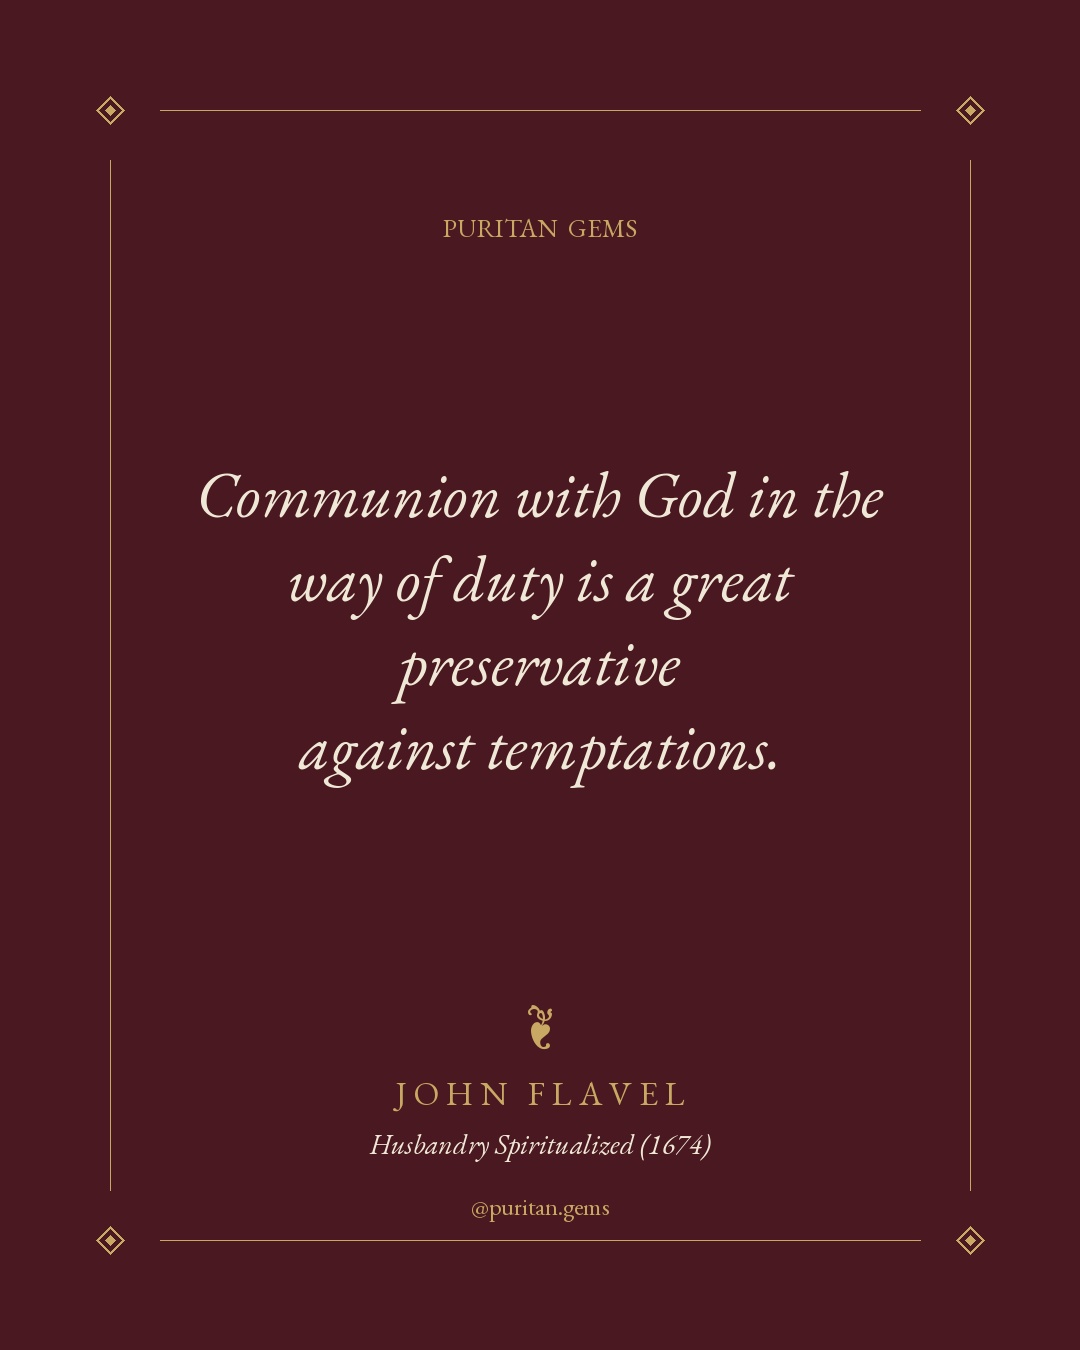 PURITAN GEMS
Communion with God in the
way of duty is a great
preservative
against temptations.
JOHN FLAVEL
Husbandry Spiritualized (1674)
@puritan.gems